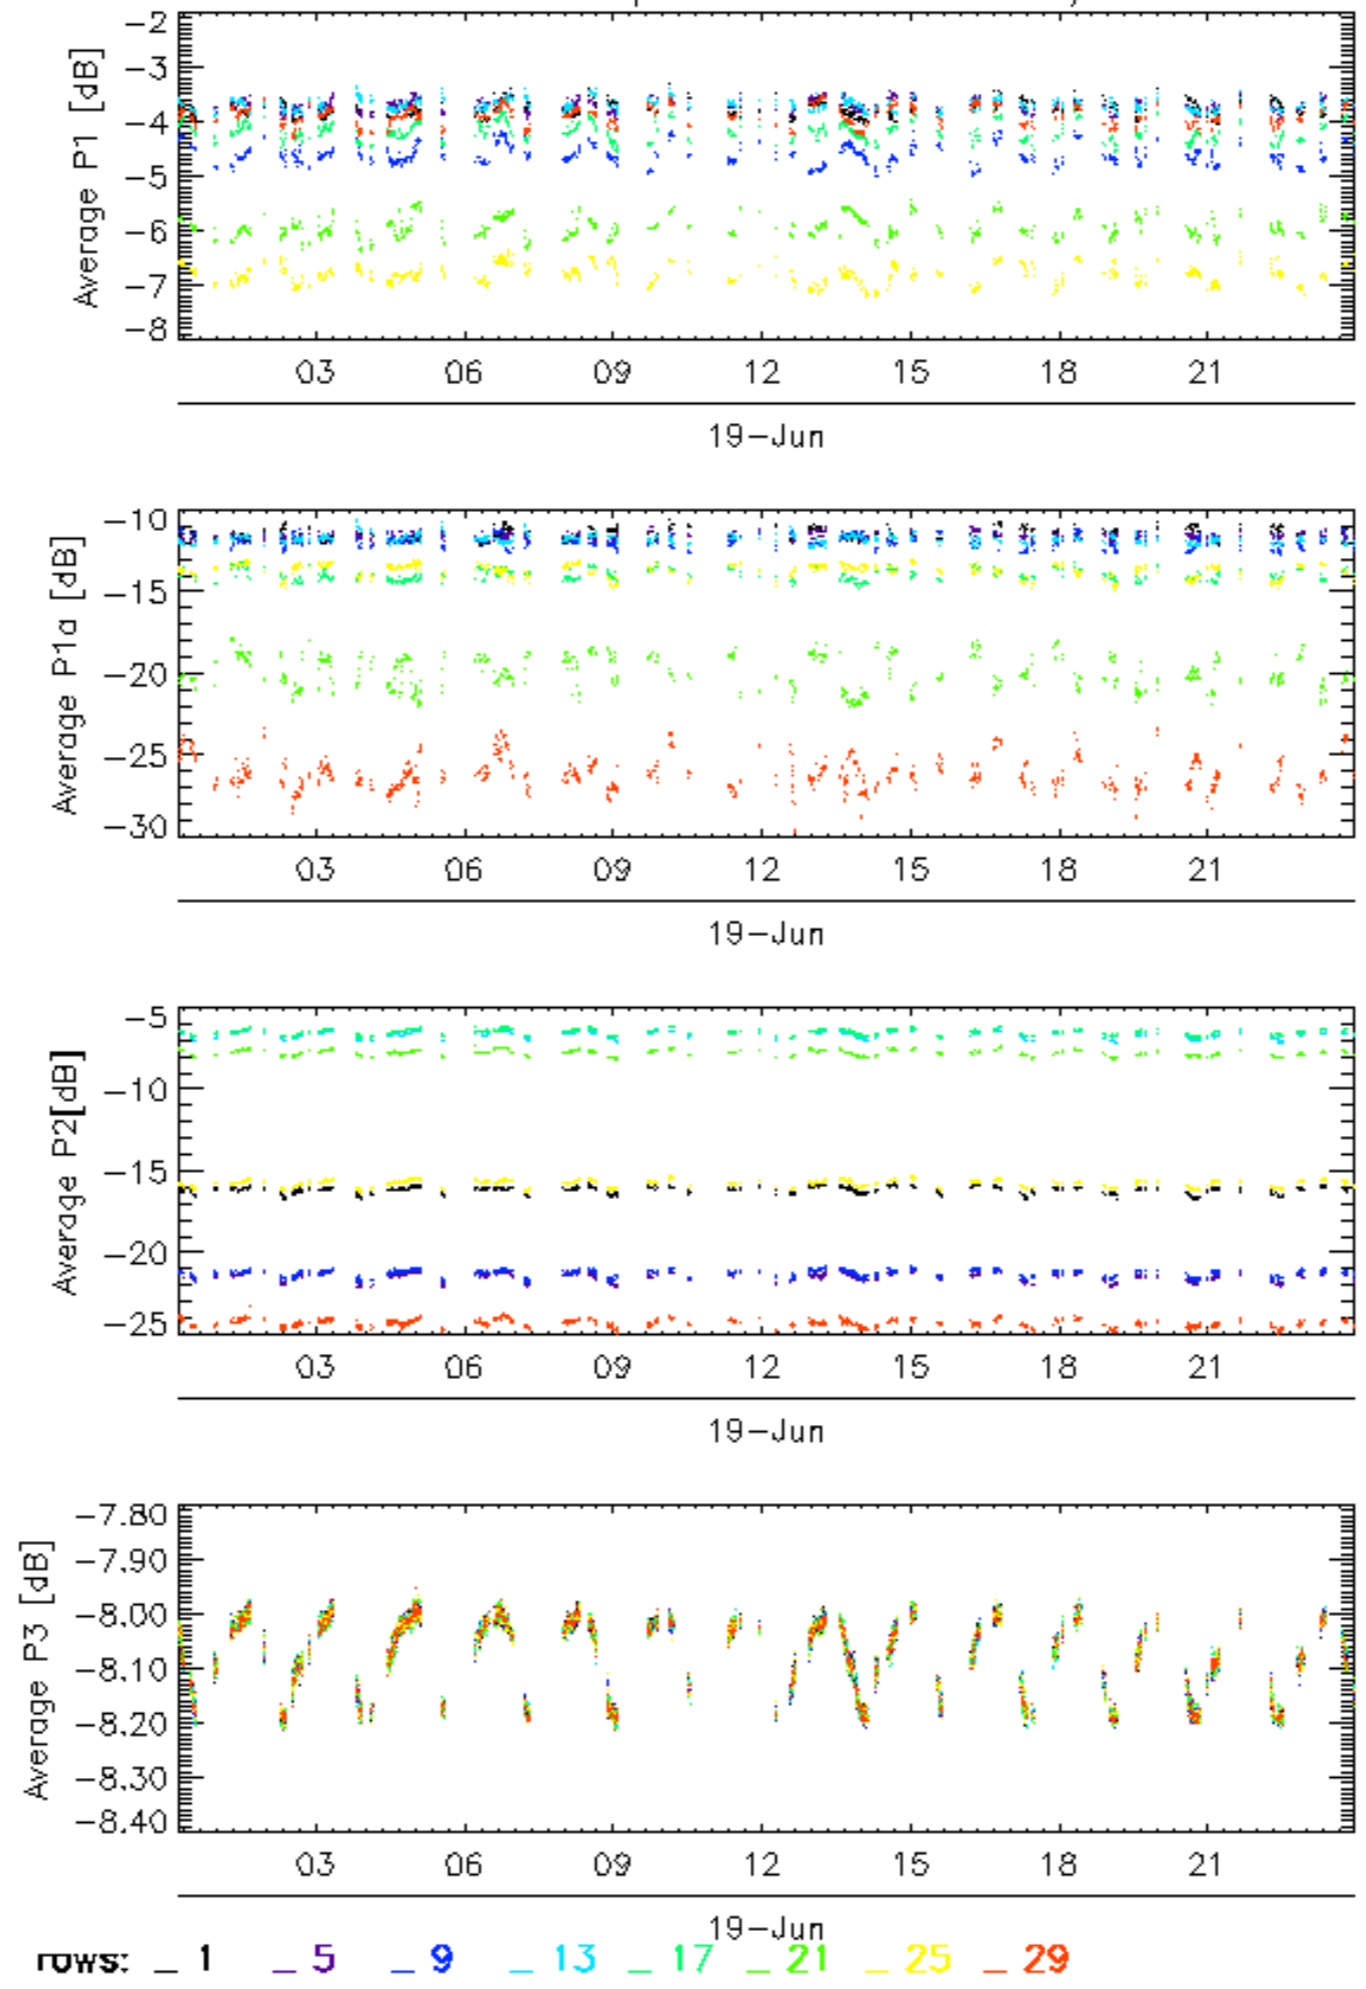 Average P1 [dB]
-2
-3
-4
-5
-6
-7
-8
03 06 09 12 15 18 21
19-Jun
Average P1a [dB]
-10
-15
-20
-25
-30
03 06 09 12 15 18 21
19-Jun
Average P2[dB]
-5
-10
-15
-20
-25
03 06 09 12 15 18 21
19-Jun
Average P3 [dB]
-7.80
-7.90
-8.00
-8.10
-8.20
-8.30
-8.40
03 06 09 12 15 18 21
19-Jun
rows: _ 1 _ 5 _ 9 _ 13 _ 17 _ 21 _ 25 _ 29